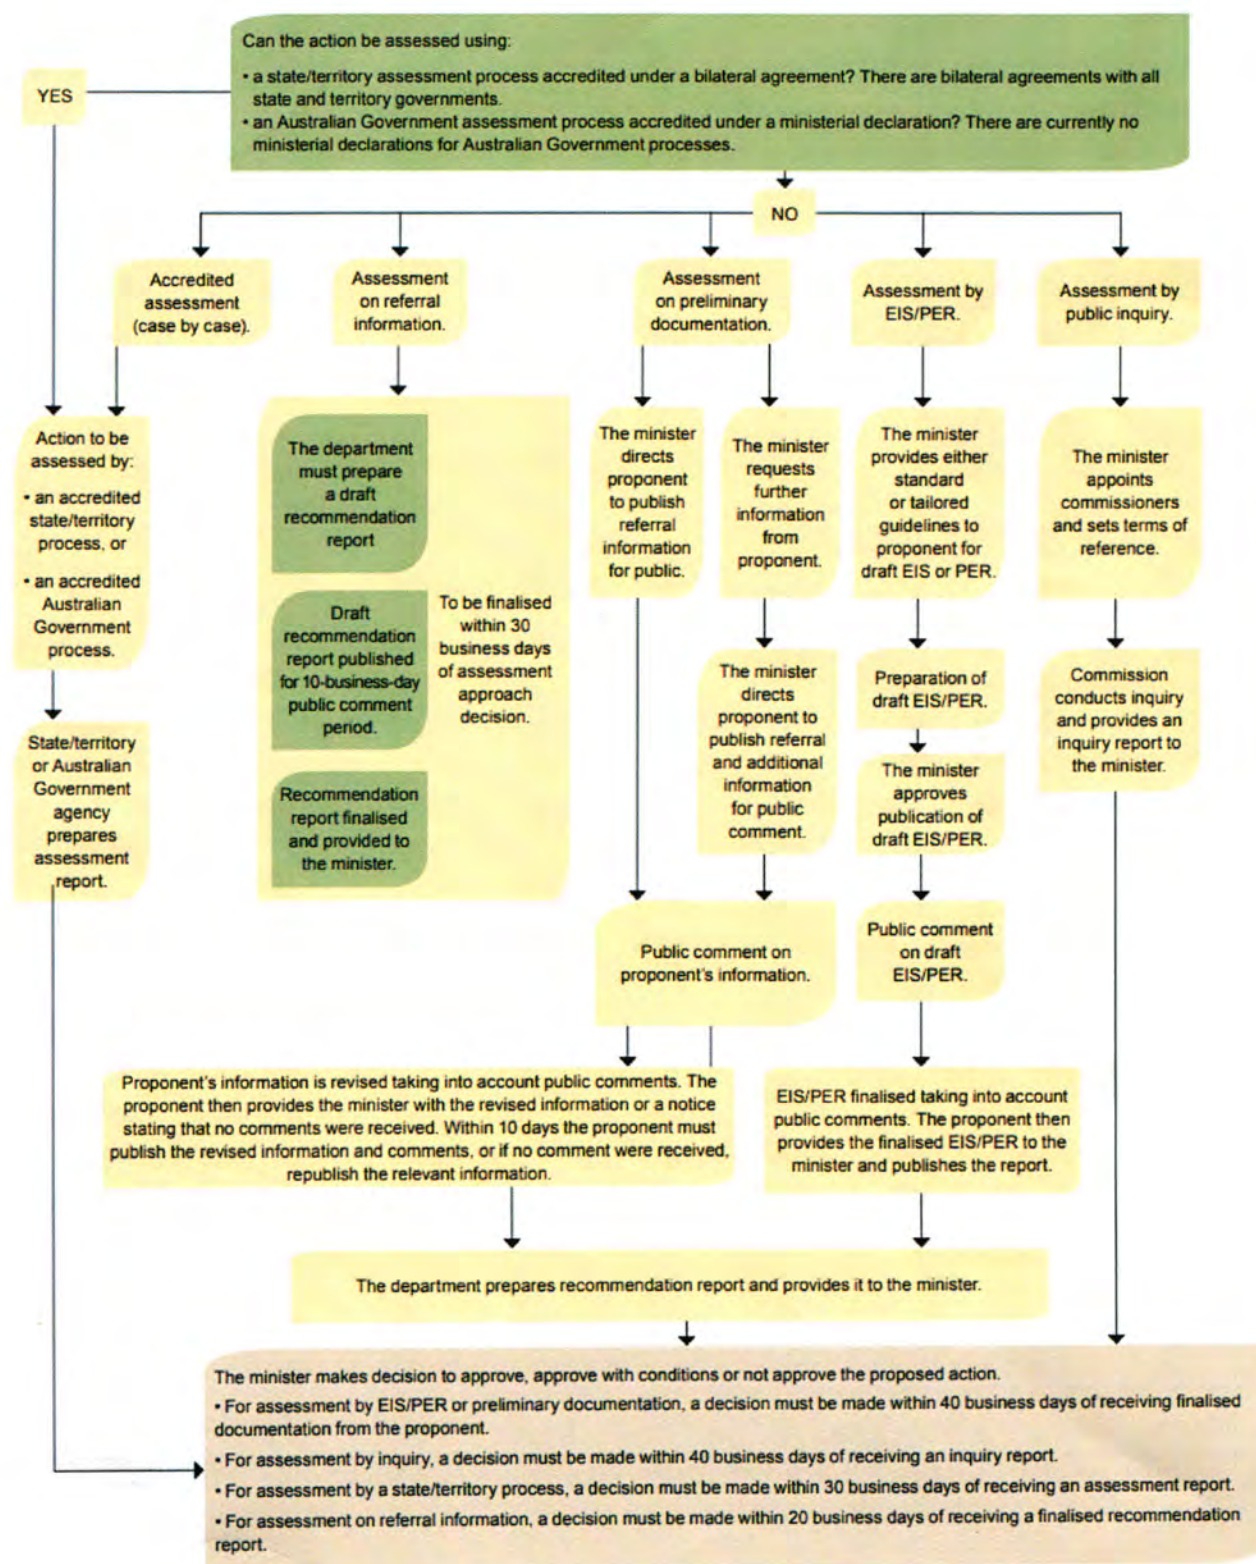 Can the action be assessed using:
• a state/territory assessment process accredited under a bilateral agreement? There are bilateral agreements with all
state and territory governments.
• an Australian Government assessment process accredited under a ministerial declaration? There are currently no
ministerial declarations for Australian Government processes.
YES
NO
Accredited
assessment
(case by case).
Assessment
on referral
information.
Assessment
on preliminary
documentation.
Assessment by
EIS/PER.
Assessment by
public inquiry.
Action to be
assessed by:
• an accredited
state/territory
process, or
• an accredited
Australian
Government
process.
The department
must prepare
a draft
recommendation
report
Draft
recommendation
report published
for 10-business-day
public comment
period.
Recommendation
report finalised
and provided to
the minister.
To be finalised
within 30
business days
of assessment
approach
decision.
The minister
directs
proponent
to publish
referral
information
for public.
The minister
requests
further
information
from
proponent.
The minister
provides either
standard
or tailored
guidelines to
proponent for
draft EIS or PER.
The minister
appoints
commissioners
and sets terms of
reference.
State/territory
or Australian
Government
agency
prepares
assessment
report.
The minister
directs
proponent to
publish referral
and additional
information
for public
comment.
Preparation of
draft EIS/PER.
The minister
approves
publication of
draft EIS/PER.
Commission
conducts inquiry
and provides an
inquiry report to
the minister.
Public comment on
proponent's information.
Public comment
on draft
EIS/PER.
Proponent's information is revised taking into account public comments. The
proponent then provides the minister with the revised information or a notice
stating that no comments were received. Within 10 days the proponent must
publish the revised information and comments, or if no comment were received,
republish the relevant information.
EIS/PER finalised taking into account
public comments. The proponent then
provides the finalised EIS/PER to the
minister and publishes the report.
The department prepares recommendation report and provides it to the minister.
The minister makes decision to approve, approve with conditions or not approve the proposed action.
• For assessment by EIS/PER or preliminary documentation, a decision must be made within 40 business days of receiving finalised
documentation from the proponent.
• For assessment by inquiry, a decision must be made within 40 business days of receiving an inquiry report.
• For assessment by a state/territory process, a decision must be made within 30 business days of receiving an assessment report.
• For assessment on referral information, a decision must be made within 20 business days of receiving a finalised recommendation
report.